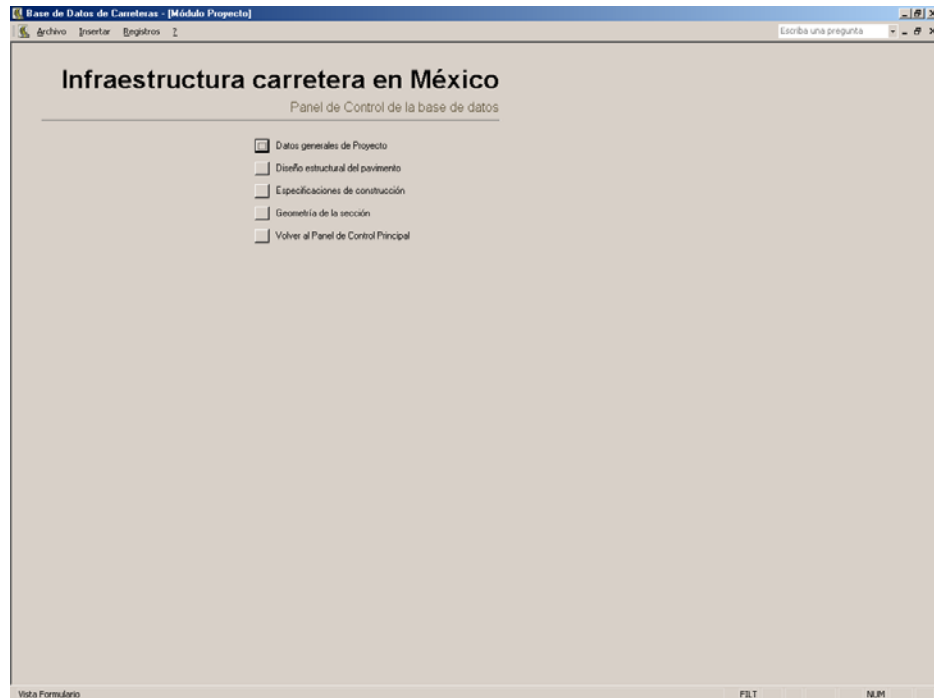 Base de Datos de Carreteras - [Módulo Proyecto]
Archivo Insertar Registros ?
Escriba una pregunta
Infraestructura carretera en México
Panel de Control de la base de datos
Datos generales de Proyecto
Diseño estructural del pavimento
Especificaciones de construcción
Geometría de la sección
Volver al Panel de Control Principal
Vista Formulario
FILT
NUM